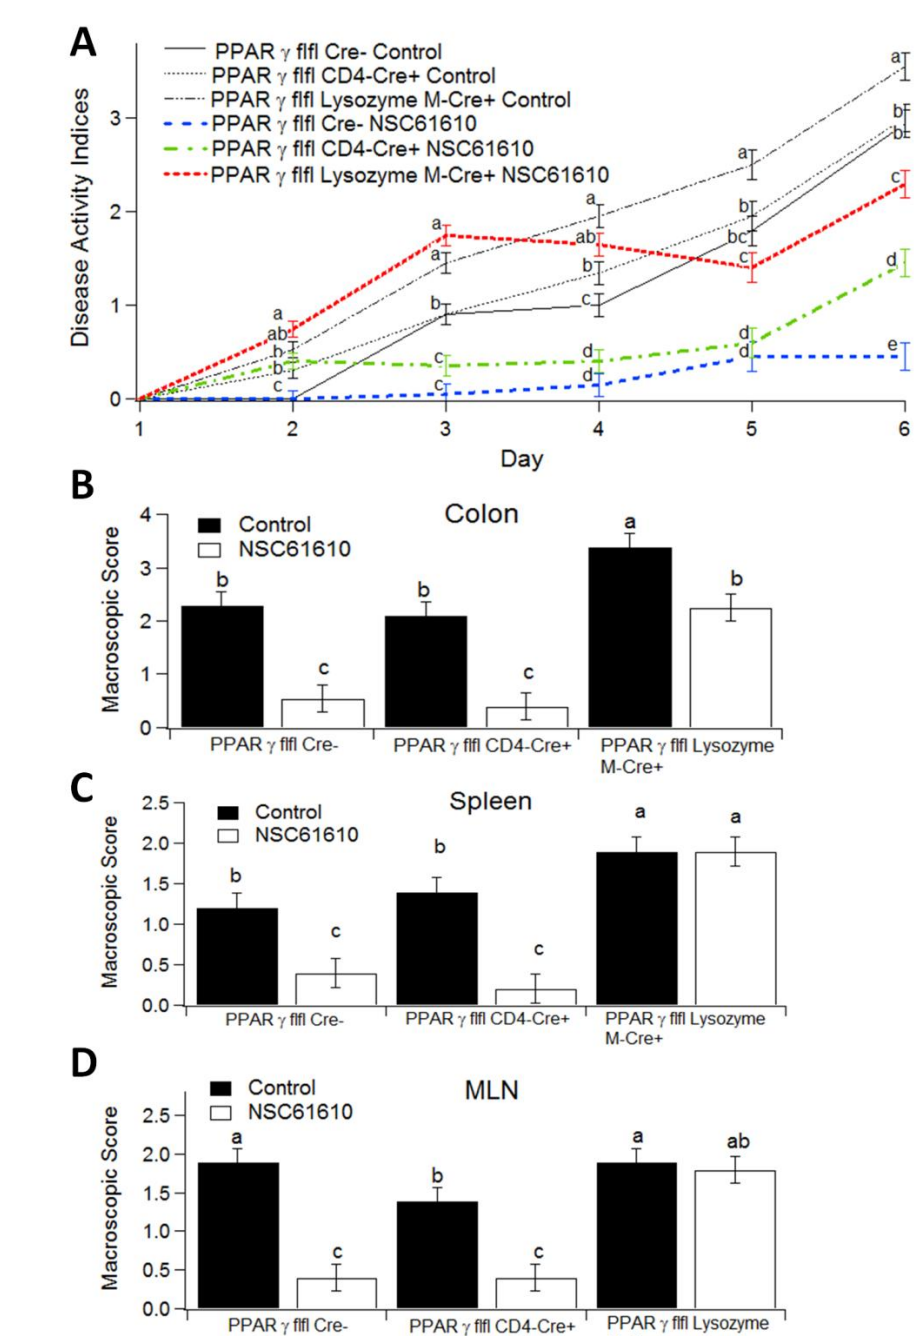 A
PPAR γ flfl Cre- Control
PPAR γ flfl CD4-Cre+ Control
PPAR γ flfl Lysozyme M-Cre+ Control
PPAR γ flfl Cre- NSC61610
PPAR γ flfl CD4-Cre+ NSC61610
PPAR γ flfl Lysozyme M-Cre+ NSC61610
Disease Activity Indices
3
2
1
0
a
ab
b
b
c
a
a
b
c
c
a
ab
b
c
d
d
a
b
bc
c
d
d
a
b
b
c
d
e
1 2 3 4 5 6
Day
B
Colon
Control
NSC61610
Macroscopic Score
4
3
2
1
0
b c b c a b
PPAR γ flfl Cre- PPAR γ flfl CD4-Cre+ PPAR γ flfl Lysozyme
M-Cre+
C
Spleen
Control
NSC61610
Macroscopic Score
2.5
2.0
1.5
1.0
0.5
0.0
b c b c a a
PPAR γ flfl Cre- PPAR γ flfl CD4-Cre+ PPAR γ flfl Lysozyme
M-Cre+
D
MLN
Control
NSC61610
Macroscopic Score
2.5
2.0
1.5
1.0
0.5
0.0
a c b c a ab
PPAR γ flfl Cre- PPAR γ flfl CD4-Cre+ PPAR γ flfl Lysozyme